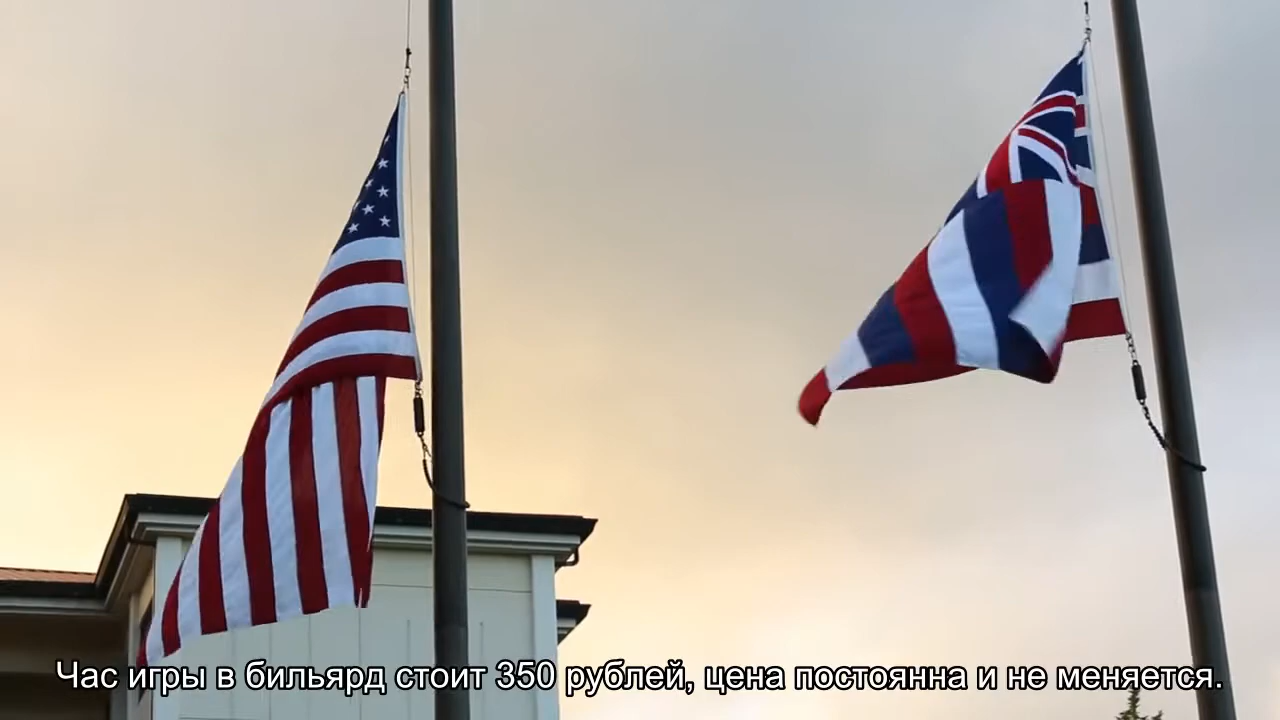 Час игры в бильярд стоит 350 рублей, цена постоянна и не меняется.